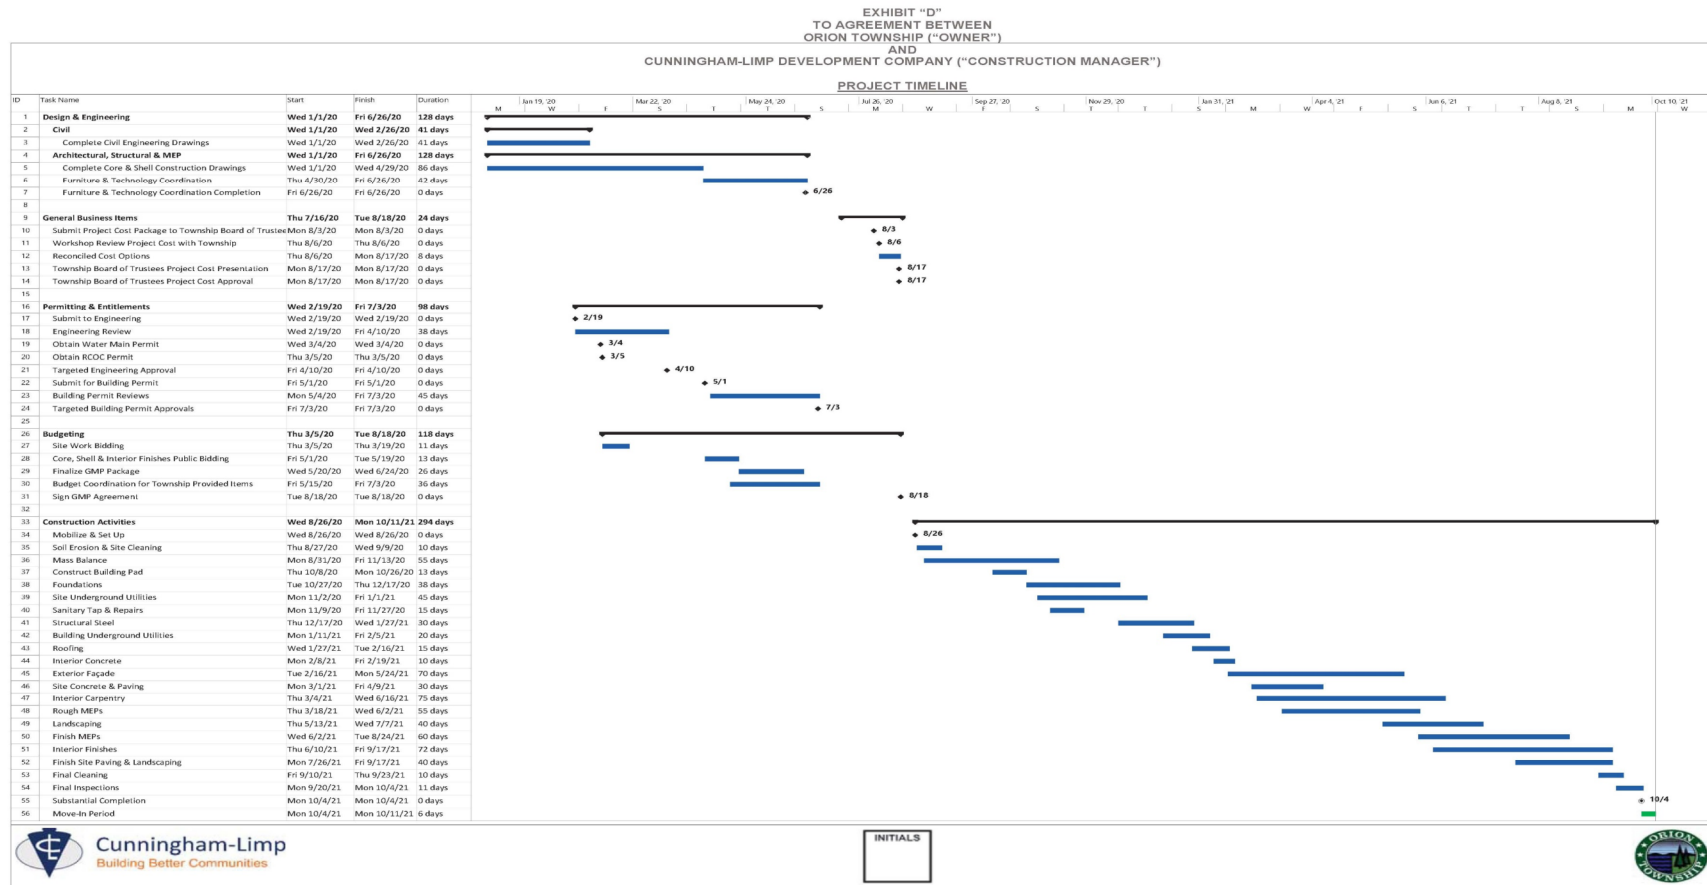 EXHIBIT “D”
TO AGREEMENT BETWEEN
ORION TOWNSHIP (“OWNER”)
AND
CUNNINGHAM-LIMP DEVELOPMENT COMPANY (“CONSTRUCTION MANAGER”)
PROJECT TIMELINE
ID Task Name Start Finish Duration Jan 19, '20 Mar 22, '20 May 24, '20 Jul 26, '20 Sep 27, '20 Nov 29, '20 Jan 31, '21 Apr 4, '21 Jun 6, '21 Aug 8, '21 Oct 10, '21
M W F S T T S M W F S T T S M W F S T T S M W
1 Design & Engineering Wed 1/1/20 Fri 6/26/20 128 days
2 Civil Wed 1/1/20 Wed 2/26/20 41 days
3 Complete Civil Engineering Drawings Wed 1/1/20 Wed 2/26/20 41 days
4 Architectural, Structural & MEP Wed 1/1/20 Fri 6/26/20 128 days
5 Complete Core & Shell Construction Drawings Wed 1/1/20 Wed 4/29/20 86 days
6 Furniture & Technology Coordination Thu 4/30/20 Fri 6/26/20 42 days
7 Furniture & Technology Coordination Completion Fri 6/26/20 Fri 6/26/20 0 days 6/26
8
9 General Business Items Thu 7/16/20 Tue 8/18/20 24 days
10 Submit Project Cost Package to Township Board of Trustee Mon 8/3/20 Mon 8/3/20 0 days 8/3
11 Workshop Review Project Cost with Township Thu 8/6/20 Thu 8/6/20 0 days 8/6
12 Reconciled Cost Options Thu 8/6/20 Mon 8/17/20 8 days
13 Township Board of Trustees Project Cost Presentation Mon 8/17/20 Mon 8/17/20 0 days 8/17
14 Township Board of Trustees Project Cost Approval Mon 8/17/20 Mon 8/17/20 0 days 8/17
15
16 Permitting & Entitlements Wed 2/19/20 Fri 7/3/20 98 days
17 Submit to Engineering Wed 2/19/20 Wed 2/19/20 0 days 2/19
18 Engineering Review Wed 2/19/20 Fri 4/10/20 38 days
19 Obtain Water Main Permit Wed 3/4/20 Wed 3/4/20 0 days 3/4
20 Obtain RCOC Permit Thu 3/5/20 Thu 3/5/20 0 days 3/5
21 Targeted Engineering Approval Fri 4/10/20 Fri 4/10/20 0 days 4/10
22 Submit for Building Permit Fri 5/1/20 Fri 5/1/20 0 days 5/1
23 Building Permit Reviews Mon 5/4/20 Fri 7/3/20 45 days
24 Targeted Building Permit Approvals Fri 7/3/20 Fri 7/3/20 0 days 7/3
25
26 Budgeting Thu 3/5/20 Tue 8/18/20 118 days
27 Site Work Bidding Thu 3/5/20 Thu 3/19/20 11 days
28 Core, Shell & Interior Finishes Public Bidding Fri 5/1/20 Tue 5/19/20 13 days
29 Finalize GMP Package Wed 5/20/20 Wed 6/24/20 26 days
30 Budget Coordination for Township Provided Items Fri 5/15/20 Fri 7/3/20 36 days
31 Sign GMP Agreement Tue 8/18/20 Tue 8/18/20 0 days 8/18
32
33 Construction Activities Wed 8/26/20 Mon 10/11/21 294 days
34 Mobilize & Set Up Wed 8/26/20 Wed 8/26/20 0 days 8/26
35 Soil Erosion & Site Cleaning Thu 8/27/20 Wed 9/9/20 10 days
36 Mass Balance Mon 8/31/20 Fri 11/13/20 55 days
37 Construct Building Pad Thu 10/8/20 Mon 10/26/20 13 days
38 Foundations Tue 10/27/20 Thu 12/17/20 38 days
39 Site Underground Utilities Mon 11/2/20 Fri 1/1/21 45 days
40 Sanitary Tap & Repairs Mon 11/9/20 Fri 11/27/20 15 days
41 Structural Steel Thu 12/17/20 Wed 1/27/21 30 days
42 Building Underground Utilities Mon 1/11/21 Fri 2/5/21 20 days
43 Roofing Wed 1/27/21 Tue 2/16/21 15 days
44 Interior Concrete Mon 2/8/21 Fri 2/19/21 10 days
45 Exterior Façade Tue 2/16/21 Mon 5/24/21 70 days
46 Site Concrete & Paving Mon 3/1/21 Fri 4/9/21 30 days
47 Interior Carpentry Thu 3/4/21 Wed 6/16/21 75 days
48 Rough MEPs Thu 3/18/21 Wed 6/2/21 55 days
49 Landscaping Thu 5/13/21 Wed 7/7/21 40 days
50 Finish MEPs Wed 6/2/21 Tue 8/24/21 60 days
51 Interior Finishes Thu 6/10/21 Fri 9/17/21 72 days
52 Finish Site Paving & Landscaping Mon 7/26/21 Fri 9/17/21 40 days
53 Final Cleaning Fri 9/10/21 Thu 9/23/21 10 days
54 Final Inspections Mon 9/20/21 Mon 10/4/21 11 days
55 Substantial Completion Mon 10/4/21 Mon 10/4/21 0 days 10/4
56 Move-In Period Mon 10/4/21 Mon 10/11/21 6 days
Cunningham-Limp
Building Better Communities
INITIALS
ORION
TOWNSHIP